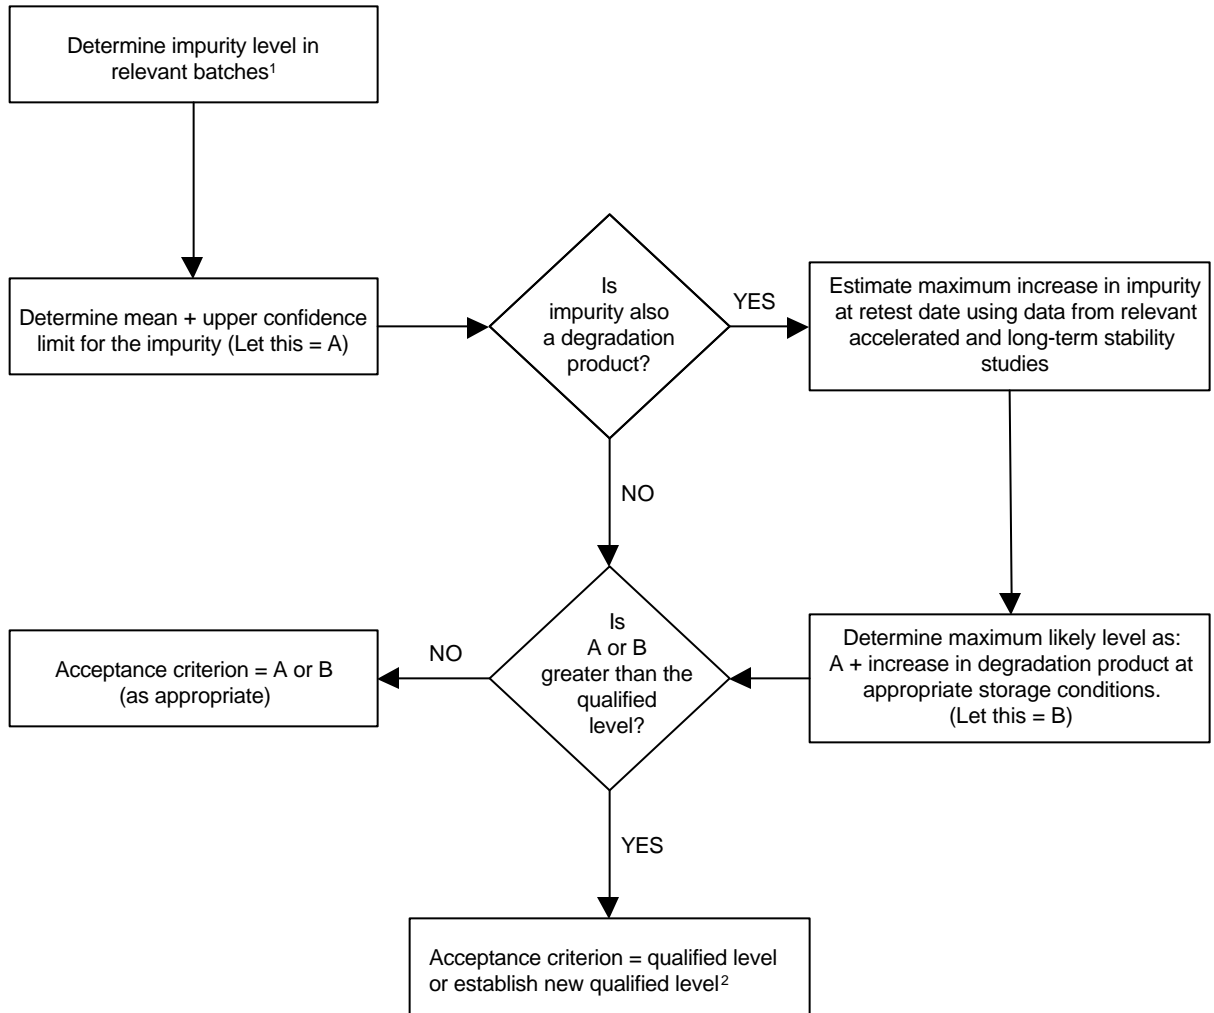 Determine impurity level in
relevant batches¹
Determine mean + upper confidence
limit for the impurity (Let this = A)
Is
impurity also
a degradation
product?
YES
Estimate maximum increase in impurity
at retest date using data from relevant
accelerated and long-term stability
studies
NO
Determine maximum likely level as:
A + increase in degradation product at
appropriate storage conditions.
(Let this = B)
Is
A or B
greater than the
qualified
level?
NO
Acceptance criterion = A or B
(as appropriate)
YES
Acceptance criterion = qualified level
or establish new qualified level²